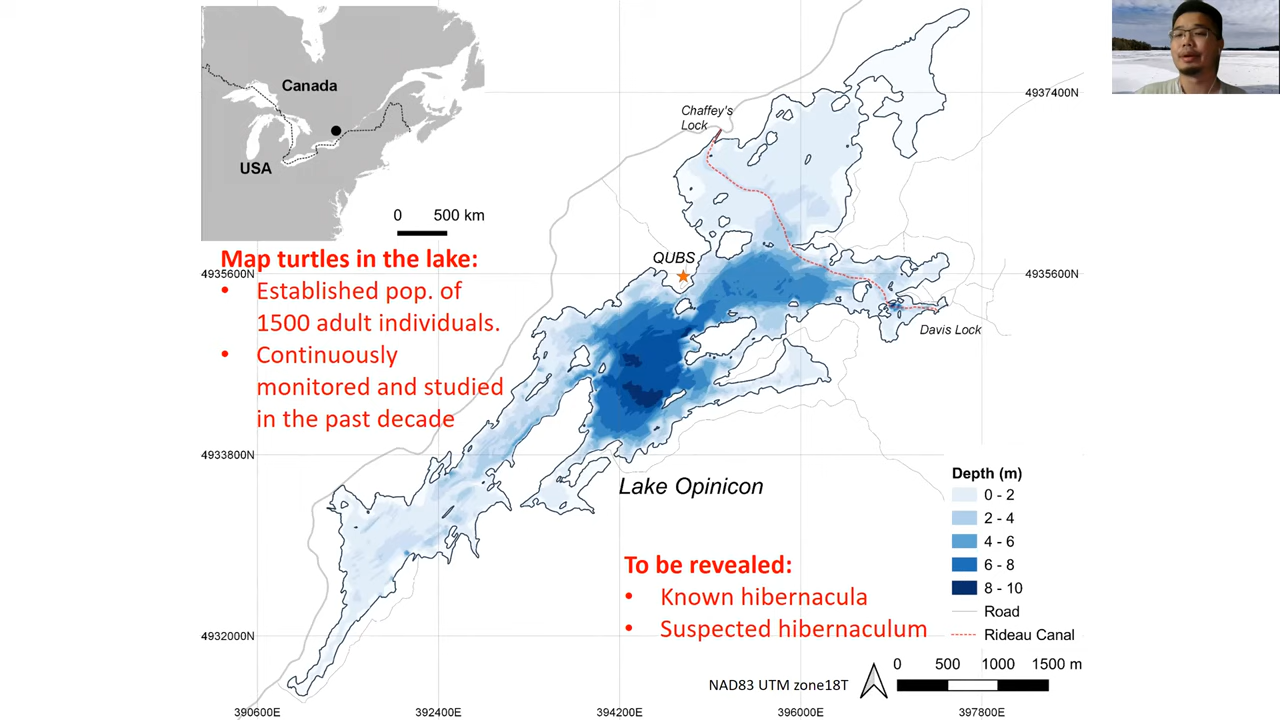 Canada
USA
0 500 km
Map turtles in the lake:
• Established pop. of
1500 adult individuals.
• Continuously
monitored and studied
in the past decade
Chaffey's
Lock
QUBS
Davis Lock
Lake Opinicon
To be revealed:
• Known hibernacula
• Suspected hibernaculum
4937400N
4937400N
4935600N
4935600N
4933800N
4932000N
Depth (m)
0 - 2
2 - 4
4 - 6
6 - 8
8 - 10
Road
Rideau Canal
0 500 1000 1500 m
NAD83 UTM zone18T
390600E 392400E 394200E 396000E 397800E